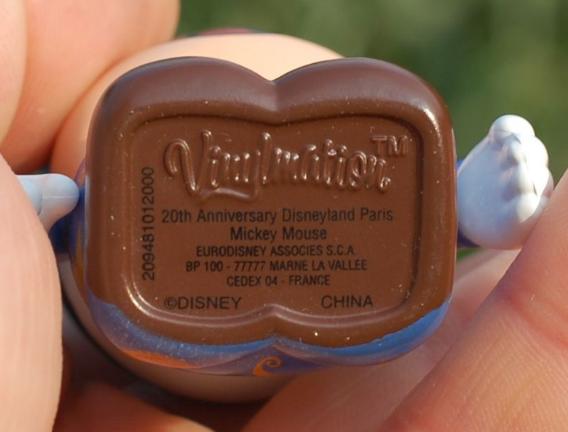 Vinylmation™
20th Anniversary Disneyland Paris
Mickey Mouse
EURODISNEY ASSOCIES S.C.A.
BP 100 - 77777 MARNE LA VALLEE
CEDEX 04 - FRANCE
©DISNEY CHINA
209481012000